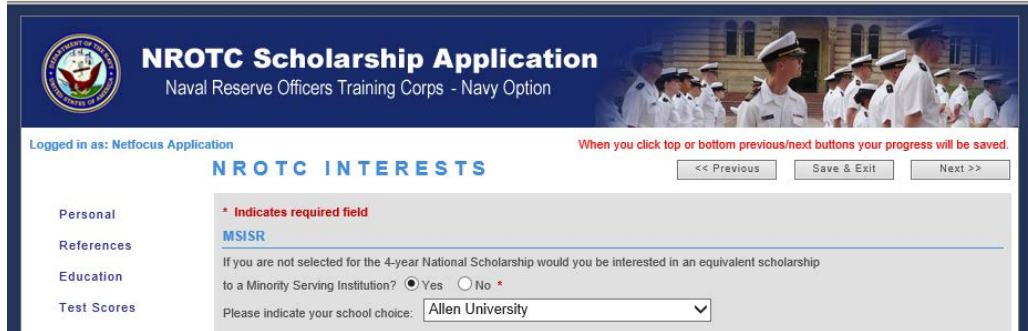 NROTC Scholarship Application
Naval Reserve Officers Training Corps - Navy Option
Logged in as: Netfocus Application
When you click top or bottom previous/next buttons your progress will be saved.
NROTC INTERESTS
<< Previous
Save & Exit
Next >>
Personal
References
Education
Test Scores
* Indicates required field
MSISR
If you are not selected for the 4-year National Scholarship would you be interested in an equivalent scholarship
to a Minority Serving Institution? Yes No *
Please indicate your school choice: Allen University